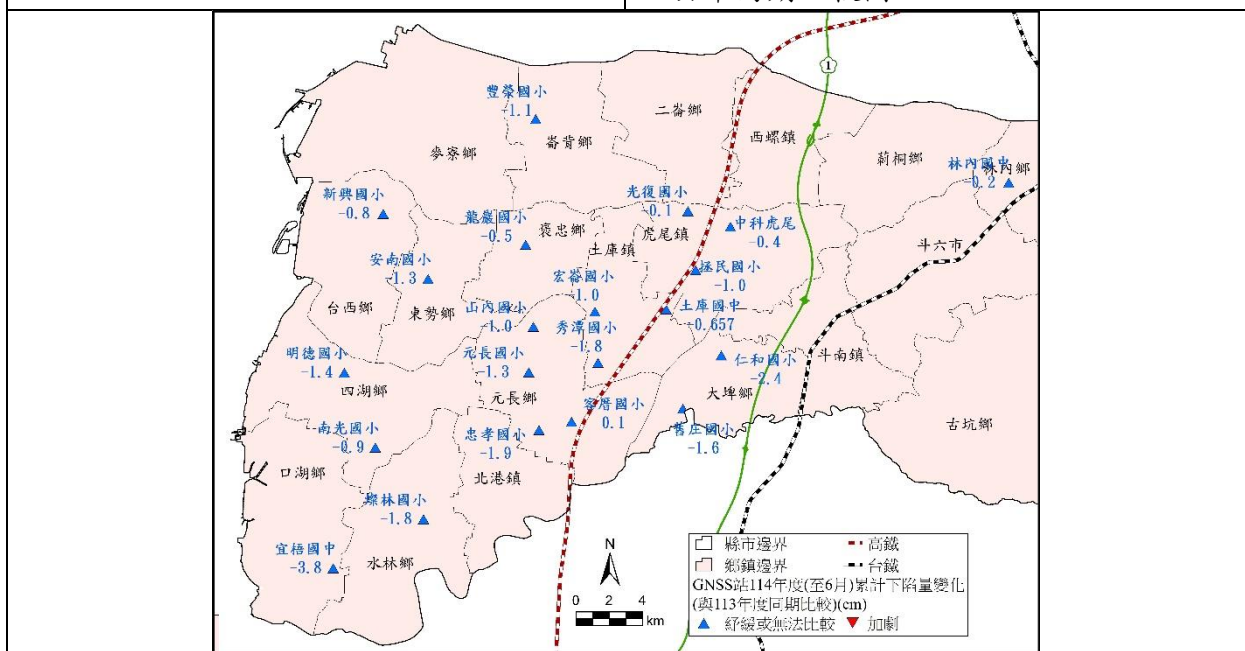 1
豐榮國小
-1.1
二崙鄉
崙背鄉
西螺鎮
麥寮鄉
莿桐鄉
林內國中
林內鄉
-0.2
新興國小
-0.8
光復國小
-0.1
龍巖國小
-0.5
褒忠鄉
土庫鎮
虎尾鎮
中科虎尾
-0.4
斗六市
安南國小
-1.3
宏崙國小
-1.0
拯民國小
-1.0
台西鄉
東勢鄉
山內國小
-1.0
秀潭國小
-1.8
土庫國中
-0.657
明德國小
-1.4
四湖鄉
元長國小
-1.3
元長鄉
仁和國小
-2.4
斗南鎮
大埤鄉
古坑鄉
客厝國小
0.1
南光國小
-0.9
忠孝國小
-1.9
舊庄國小
-1.6
口湖鄉
北港鎮
-1.8
宜梧國中
-3.8
水林鄉
N
0 2 4
km
縣市邊界
高鐵
鄉鎮邊界
台鐵
GNSS站114年度(至6月)累計下陷量變化
(與113年度同期比較)(cm)
紓緩或無法比較
加劇